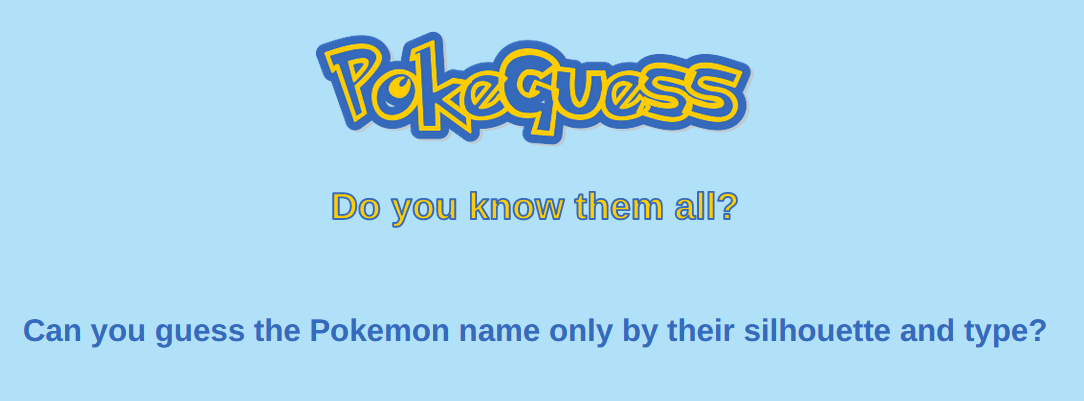 PokeGuess
Do you know them all?
Can you guess the Pokemon name only by their silhouette and type?